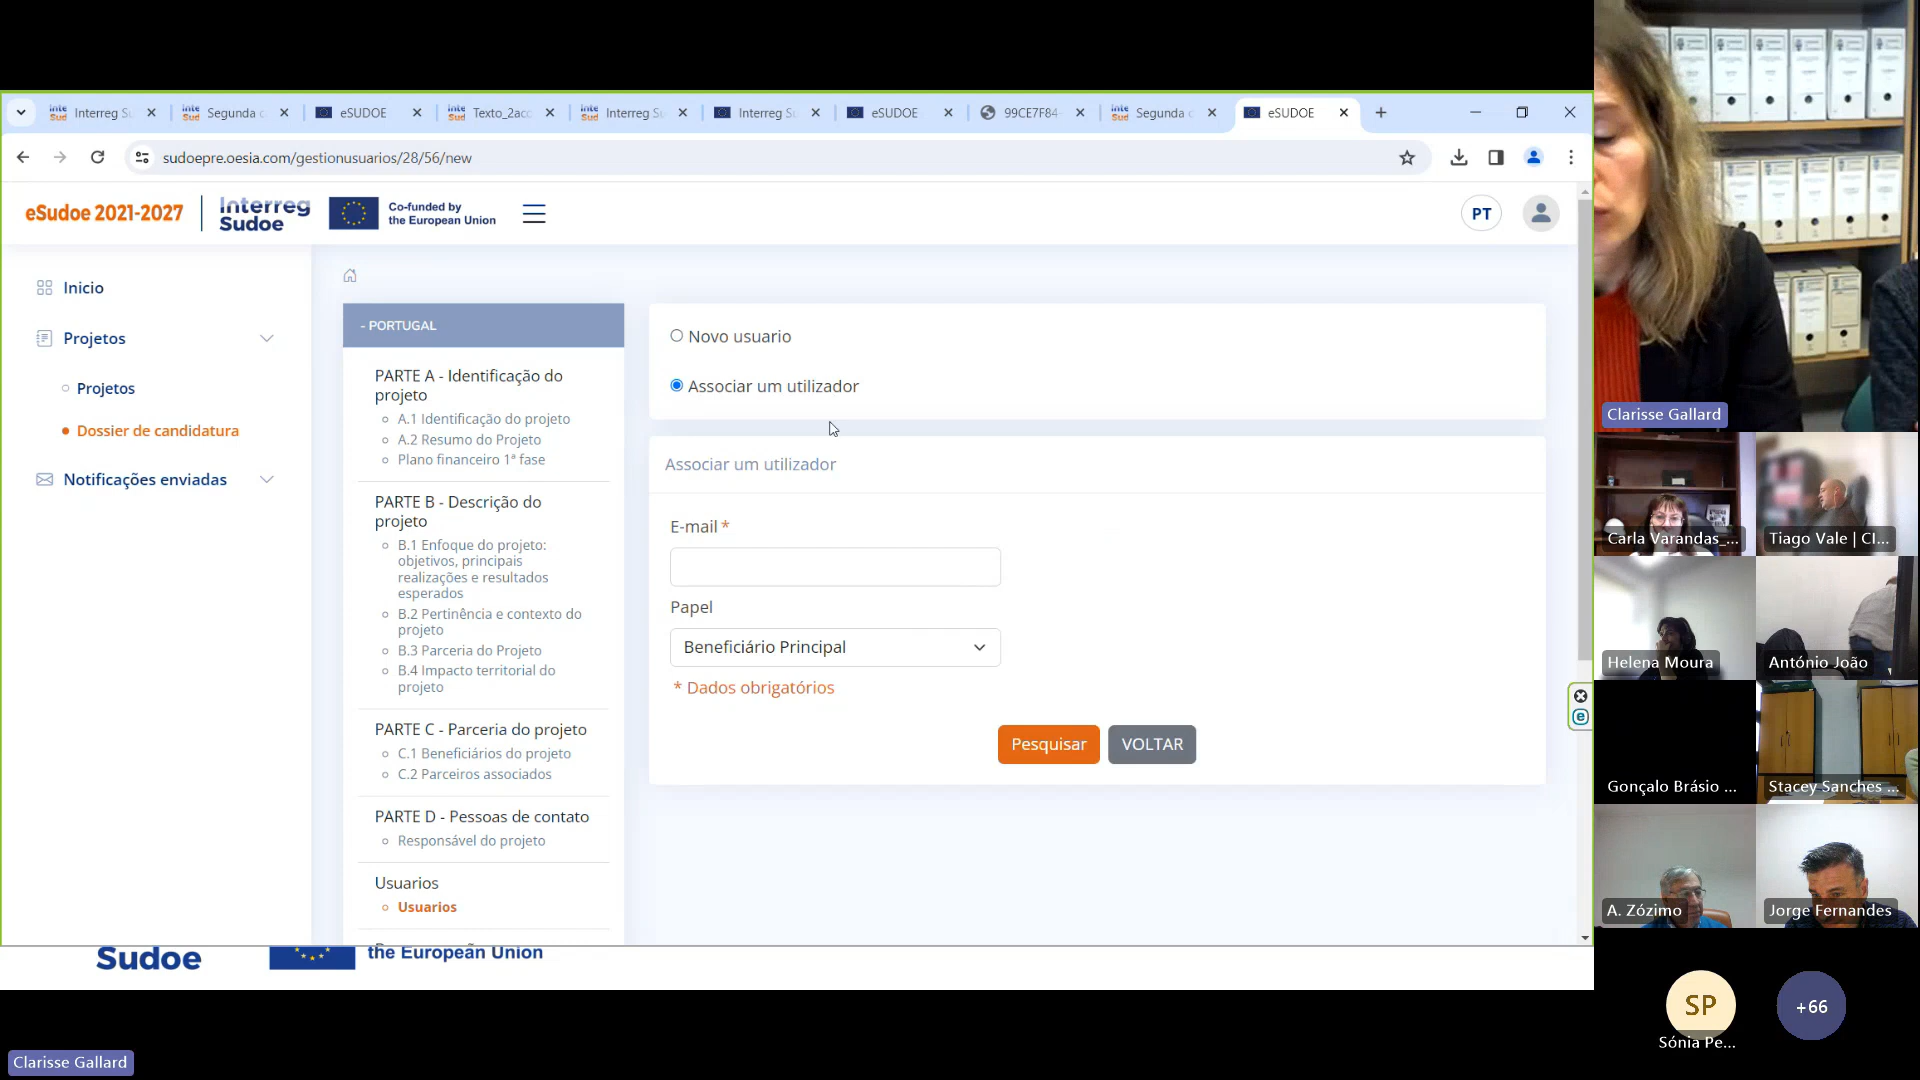 Interreg S
Segunda c
eSUDOE
Texto_2acc
Interreg Su
Interreg S
eSUDOE
99CE7F84-
Segunda c
eSUDOE
sudoepre.oesia.com/gestionusuarios/28/56/new
eSudoe 2021-2027
Interreg
Sudoe
Co-funded by
the European Union
PT
Inicio
Projetos
Projetos
Dossier de candidatura
Notificações enviadas
- PORTUGAL
PARTE A - Identificação do
projeto
A.1 Identificação do projeto
A.2 Resumo do Projeto
Plano financeiro 1ª fase
PARTE B - Descrição do
projeto
B.1 Enfoque do projeto:
objetivos, principais
realizações e resultados
esperados
B.2 Pertinência e contexto do
projeto
B.3 Parceria do Projeto
B.4 Impacto territorial do
projeto
PARTE C - Parceria do projeto
C.1 Beneficiários do projeto
C.2 Parceiros associados
PARTE D - Pessoas de contato
Responsável do projeto
Usuarios
Usuarios
Novo usuario
Associar um utilizador
Associar um utilizador
E-mail *
Papel
Beneficiário Principal
* Dados obrigatórios
Pesquisar
VOLTAR
Sudoe
the European Union
Clarisse Gallard
Clarisse Gallard
Carla Varandas_...
Tiago Vale | CI...
Helena Moura
António João
Gonçalo Brásio ...
Stacey Sanches ...
A. Zózimo
Jorge Fernandes
SP
Sónia Pe...
+66